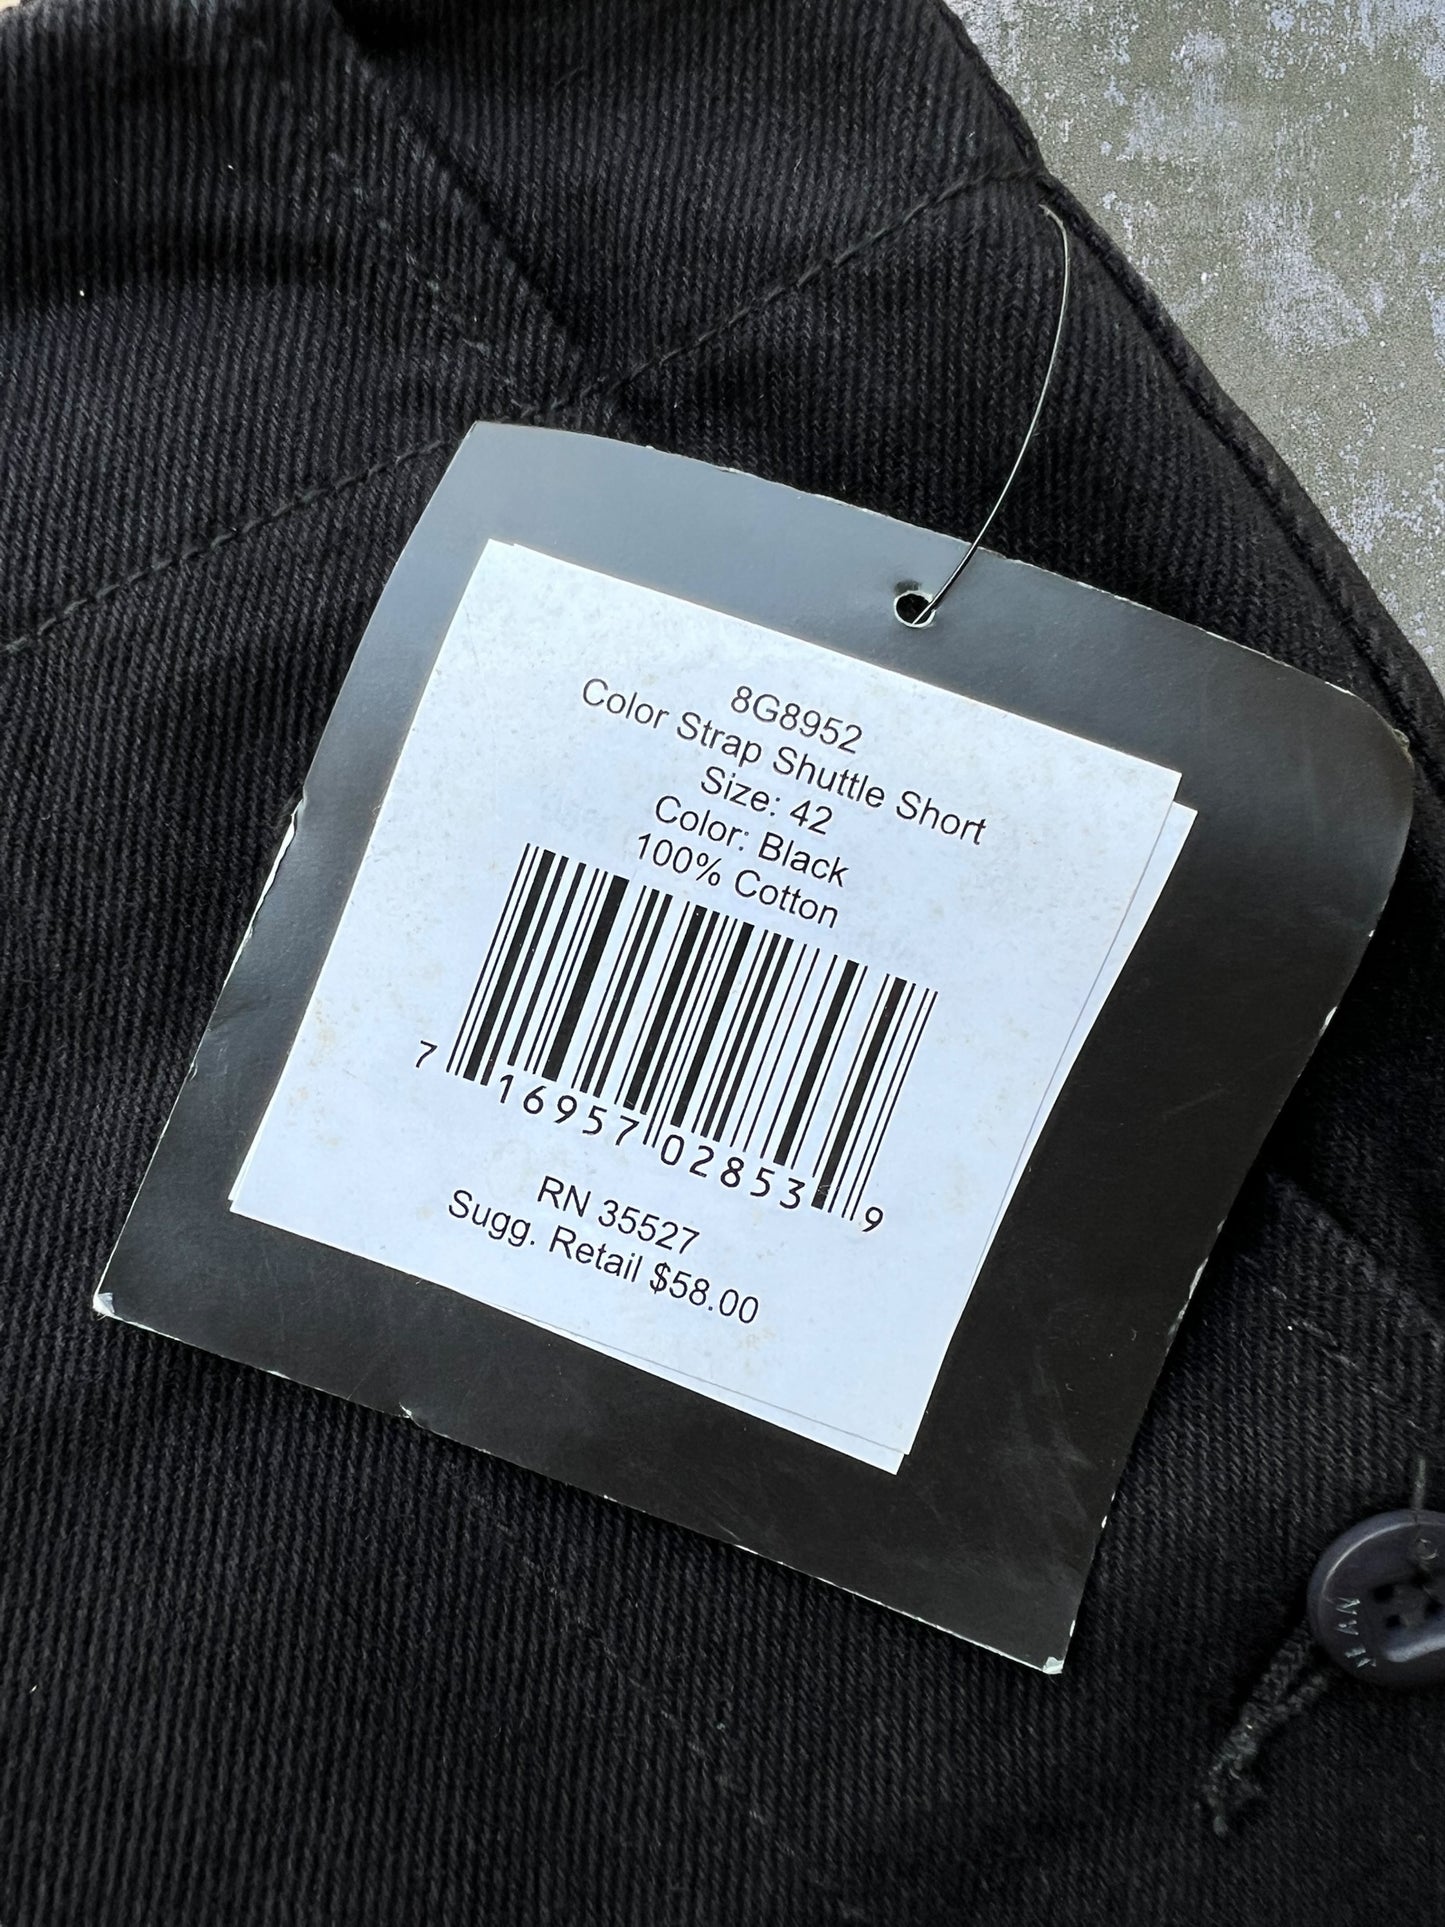 8G8952
Color Strap Shuttle Short
Size: 42
Color: Black
100% Cotton
7 16957 02853 9
RN 35527
Sugg. Retail $58.00